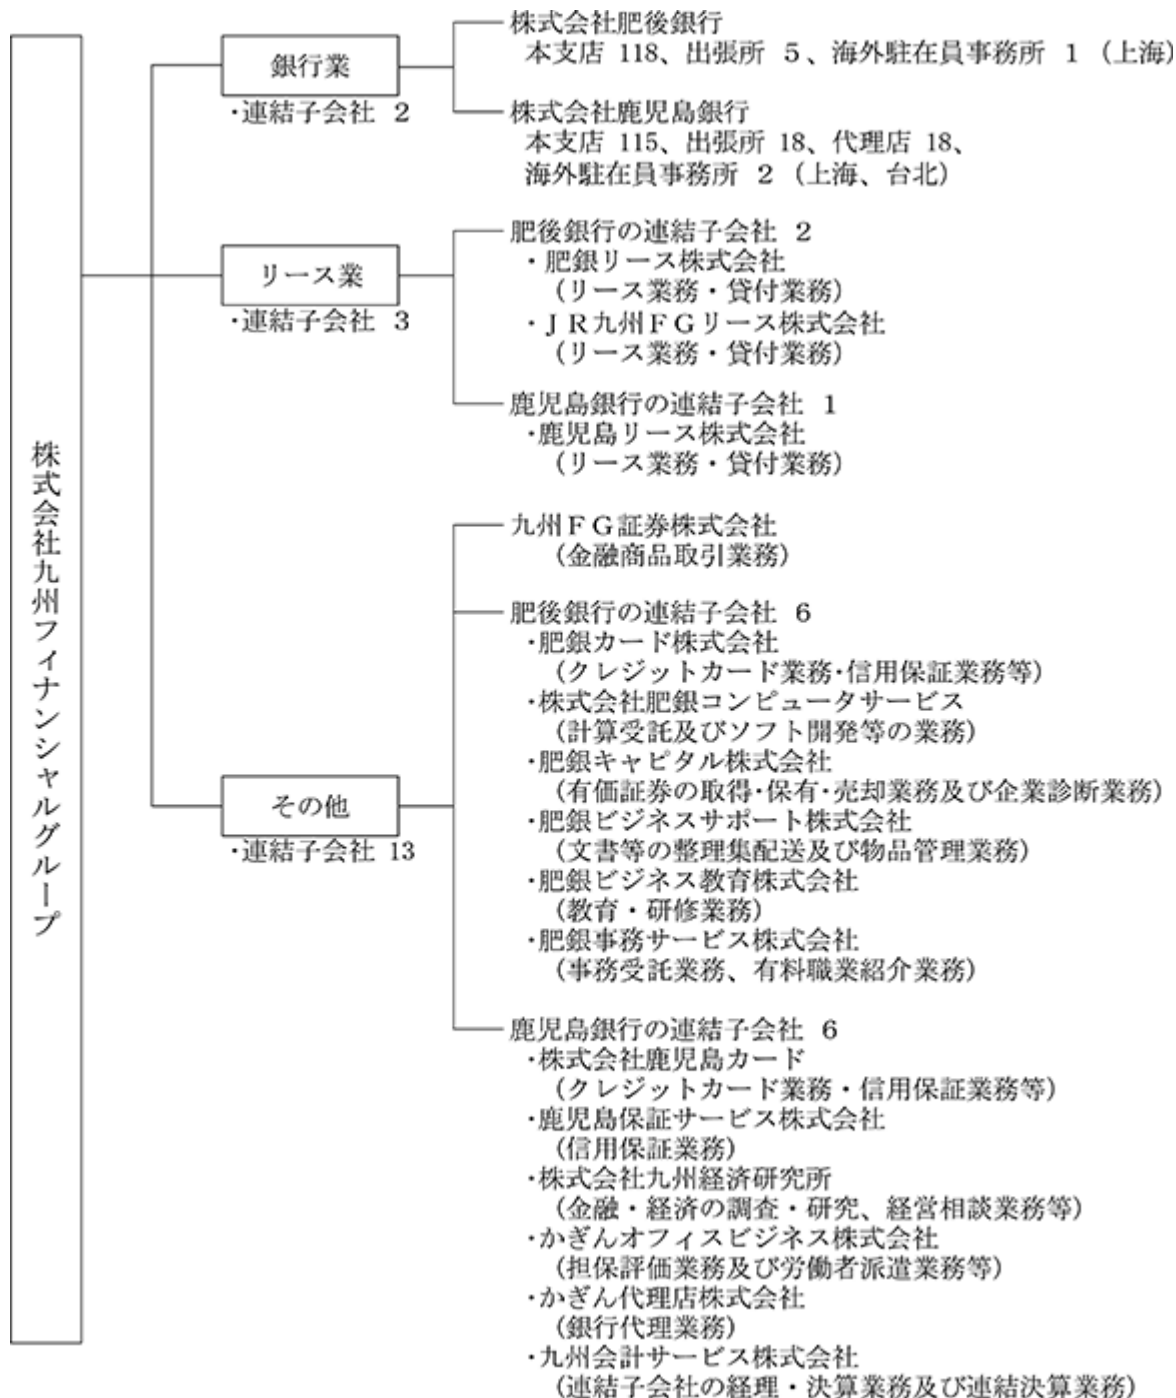 株式会社九州フィナンシャルグループ
銀行業
・連結子会社 2
株式会社肥後銀行
本支店 118、出張所 5、海外駐在員事務所 1 (上海)
株式会社鹿児島銀行
本支店 115、出張所 18、代理店 18、
海外駐在員事務所 2 (上海、台北)
リース業
・連結子会社 3
肥後銀行の連結子会社 2
・肥銀リース株式会社
(リース業務・貸付業務)
・ＪＲ九州ＦＧリース株式会社
(リース業務・貸付業務)
鹿児島銀行の連結子会社 1
・鹿児島リース株式会社
(リース業務・貸付業務)
その他
・連結子会社 13
九州ＦＧ証券株式会社
(金融商品取引業務)
肥後銀行の連結子会社 6
・肥銀カード株式会社
(クレジットカード業務・信用保証業務等)
・株式会社肥銀コンピュータサービス
(計算受託及びソフト開発等の業務)
・肥銀キャピタル株式会社
(有価証券の取得・保有・売却業務及び企業診断業務)
・肥銀ビジネスサポート株式会社
(文書等の整理集配送及び物品管理業務)
・肥銀ビジネス教育株式会社
(教育・研修業務)
・肥銀事務サービス株式会社
(事務受託業務、有料職業紹介業務)
鹿児島銀行の連結子会社 6
・株式会社鹿児島カード
(クレジットカード業務・信用保証業務等)
・鹿児島保証サービス株式会社
(信用保証業務)
・株式会社九州経済研究所
(金融・経済の調査・研究、経営相談業務等)
・かぎんオフィスビジネス株式会社
(担保評価業務及び労働者派遣業務等)
・かぎん代理店株式会社
(銀行代理業務)
・九州会計サービス株式会社
(連結子会社の経理・決算業務及び連結決算業務)